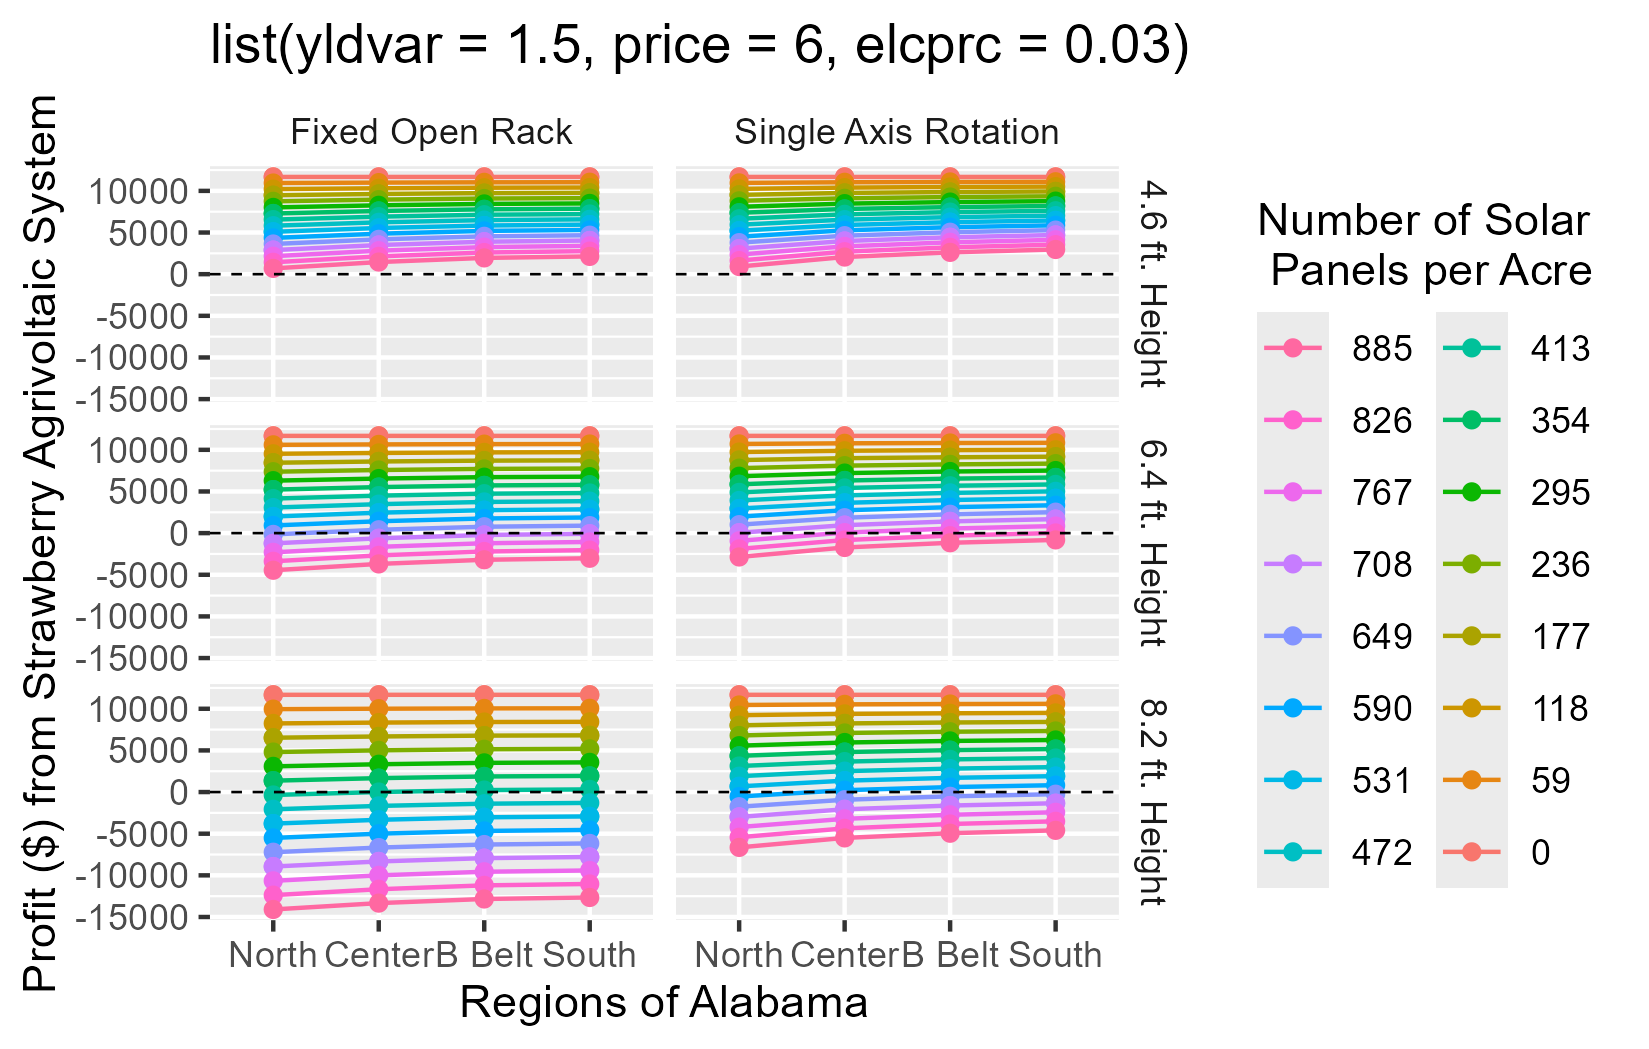 list(yldvar = 1.5, price = 6, elcprc = 0.03)
Profit ($) from Strawberry Agrivoltaic System
Fixed Open Rack
Single Axis Rotation
10000
5000
0
-5000
-10000
-15000
4.6 ft. Height
10000
5000
0
-5000
-10000
-15000
6.4 ft. Height
10000
5000
0
-5000
-10000
-15000
8.2 ft. Height
North Center B Belt South
North Center B Belt South
Regions of Alabama
Number of Solar
Panels per Acre
885
826
767
708
649
590
531
472
413
354
295
236
177
118
59
0